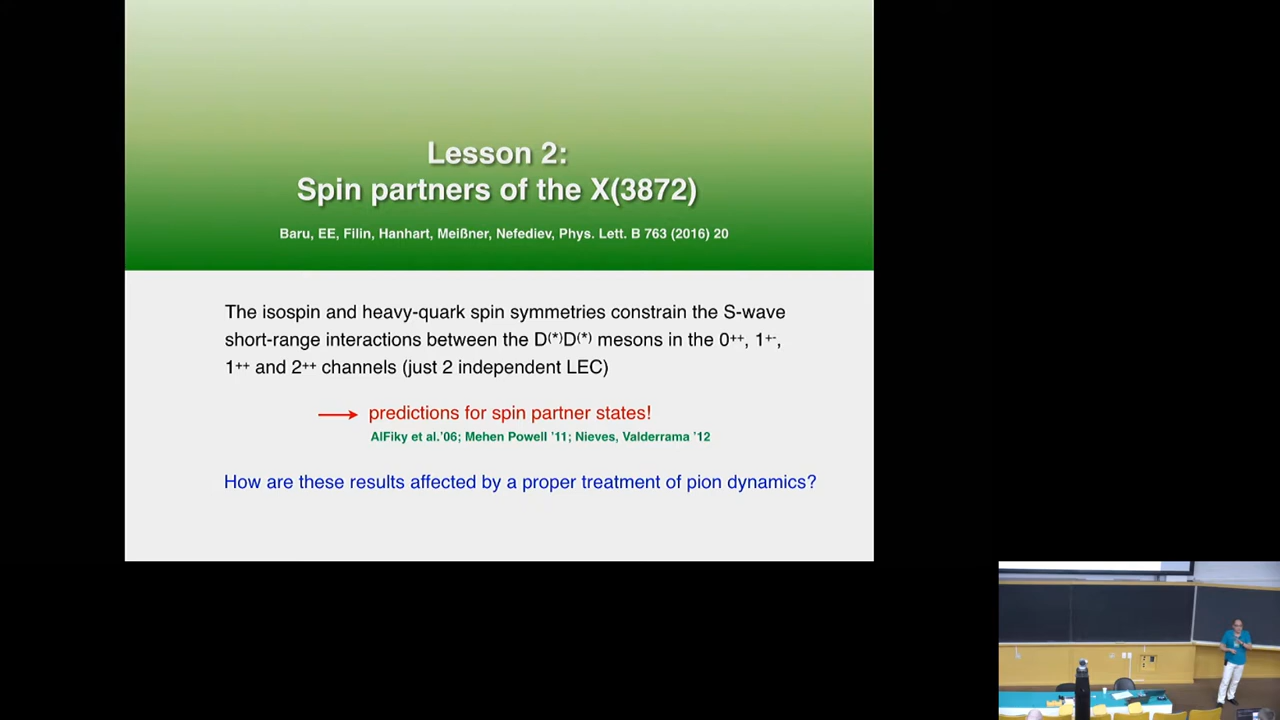 Lesson 2:
Spin partners of the X(3872)
Baru, EE, Filin, Hanhart, Meißner, Nefediev, Phys. Lett. B 763 (2016) 20
The isospin and heavy-quark spin symmetries constrain the S-wave
short-range interactions between the D⁽*⁾D⁽*⁾ mesons in the 0⁺⁺, 1⁺⁻,
1⁺⁺ and 2⁺⁺ channels (just 2 independent LEC)
predictions for spin partner states!
AlFiky et al.'06; Mehen Powell '11; Nieves, Valderrama '12
How are these results affected by a proper treatment of pion dynamics?